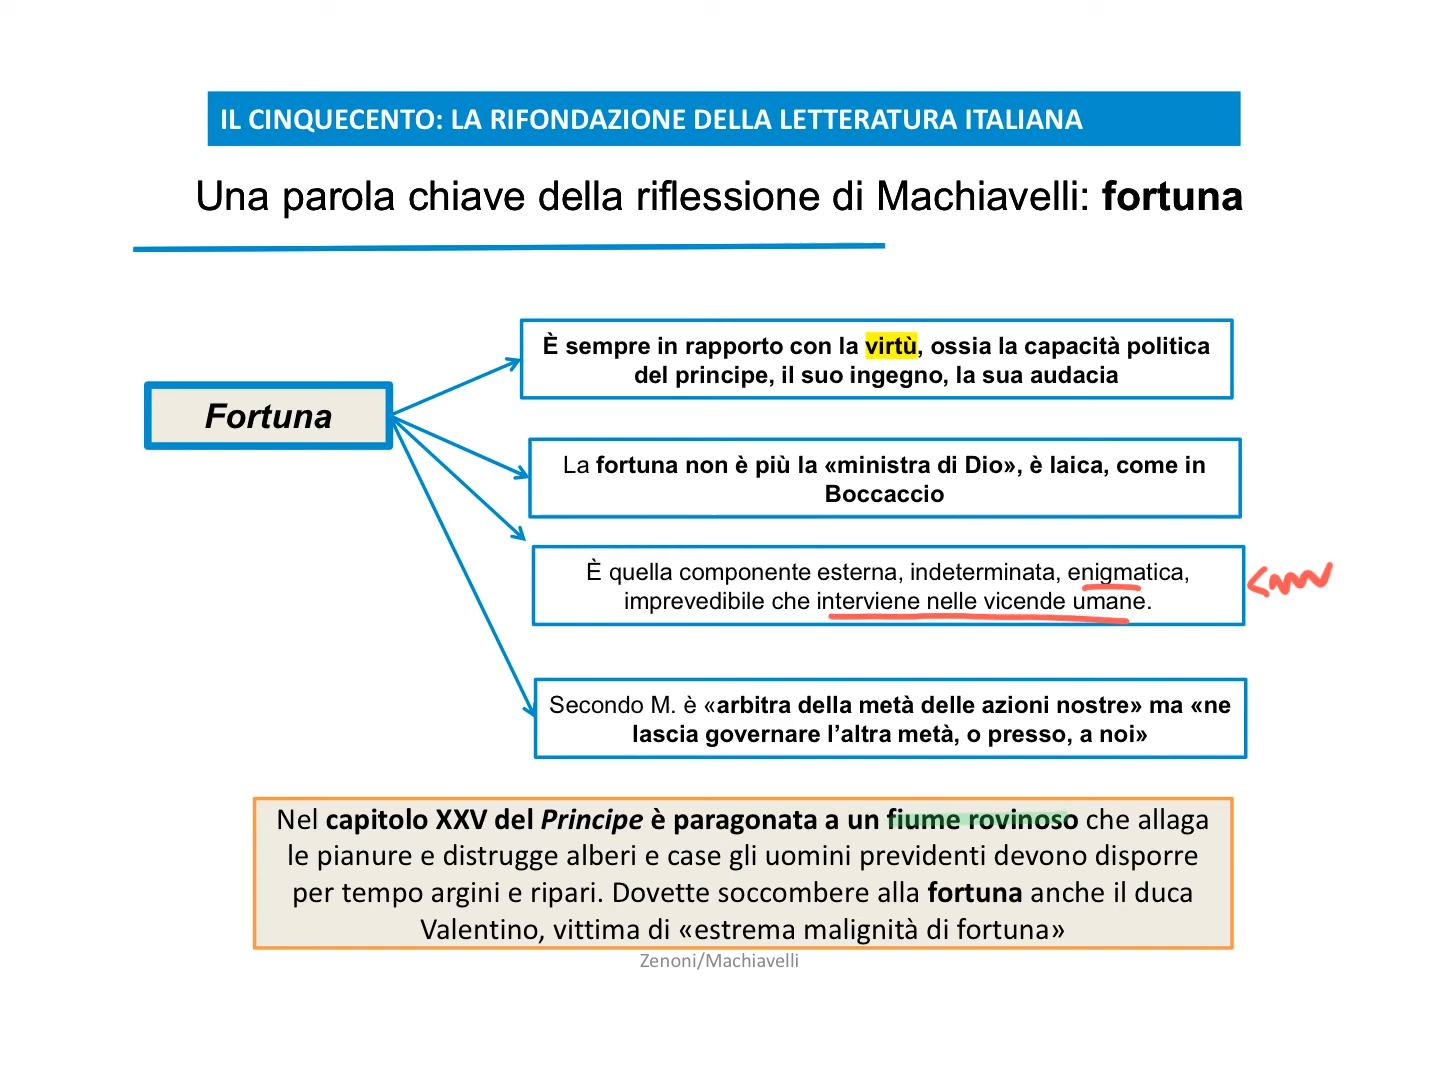 IL CINQUECENTO: LA RIFONDAZIONE DELLA LETTERATURA ITALIANA
Una parola chiave della riflessione di Machiavelli: fortuna
Fortuna
È sempre in rapporto con la virtù, ossia la capacità politica
del principe, il suo ingegno, la sua audacia
La fortuna non è più la «ministra di Dio», è laica, come in
Boccaccio
È quella componente esterna, indeterminata, enigmatica,
imprevedibile che interviene nelle vicende umane.
Secondo M. è «arbitra della metà delle azioni nostre» ma «ne
lascia governare l’altra metà, o presso, a noi»
Nel capitolo XXV del Principe è paragonata a un fiume rovinoso che allaga
le pianure e distrugge alberi e case gli uomini previdenti devono disporre
per tempo argini e ripari. Dovette soccombere alla fortuna anche il duca
Valentino, vittima di «estrema malignità di fortuna»
Zenoni/Machiavelli